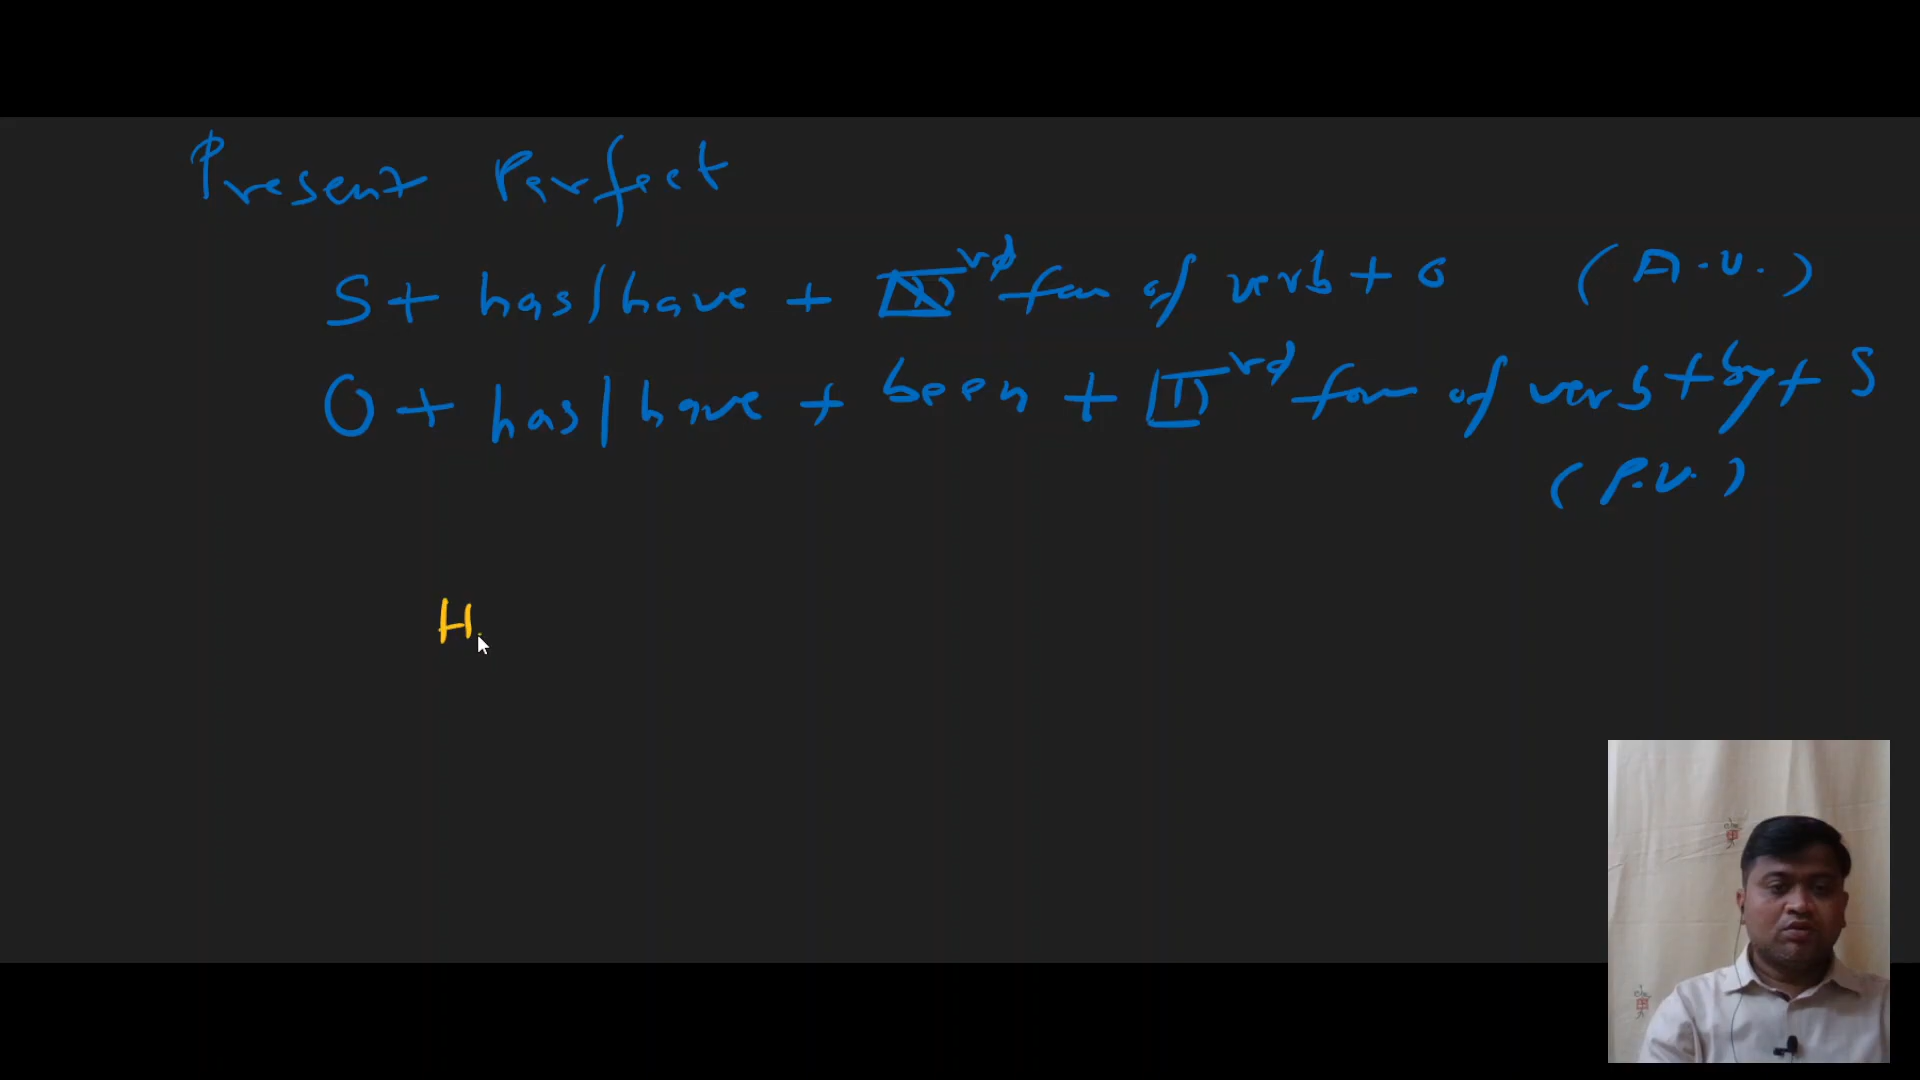 Present Perfect
S + has/have + III rd form of verb + O (A.V.)
O + has/have + been + III rd form of verb + by + S
(P.V.)
H